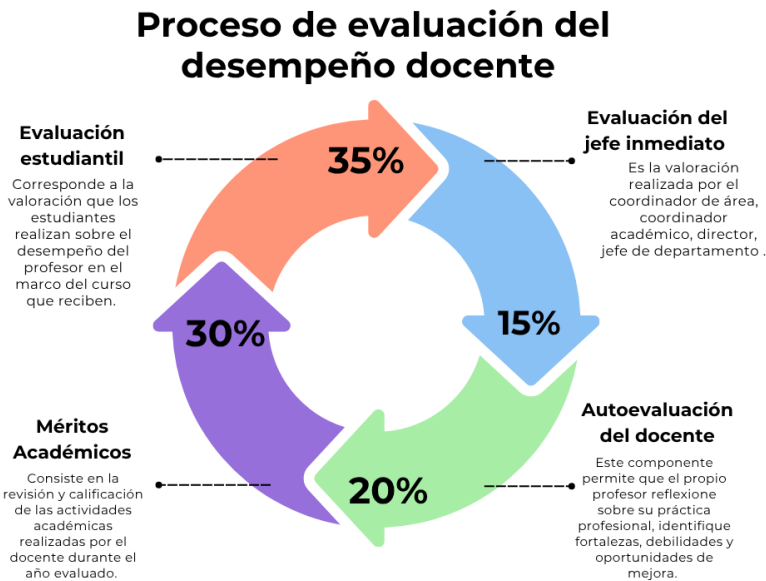 Proceso de evaluación del
desempeño docente
Evaluación
estudiantil
Corresponde a la
valoración que los
estudiantes
realizan sobre el
desempeño del
profesor en el
marco del curso
que reciben.
35%
Evaluación del
jefe inmediato
Es la valoración
realizada por el
coordinador de área,
coordinador
académico, director,
jefe de departamento .
15%
30%
Méritos
Académicos
Consiste en la
revisión y calificación
de las actividades
académicas
realizadas por el
docente durante el
año evaluado.
20%
Autoevaluación
del docente
Este componente
permite que el propio
profesor reflexione
sobre su práctica
profesional, identifique
fortalezas, debilidades y
oportunidades de
mejora.